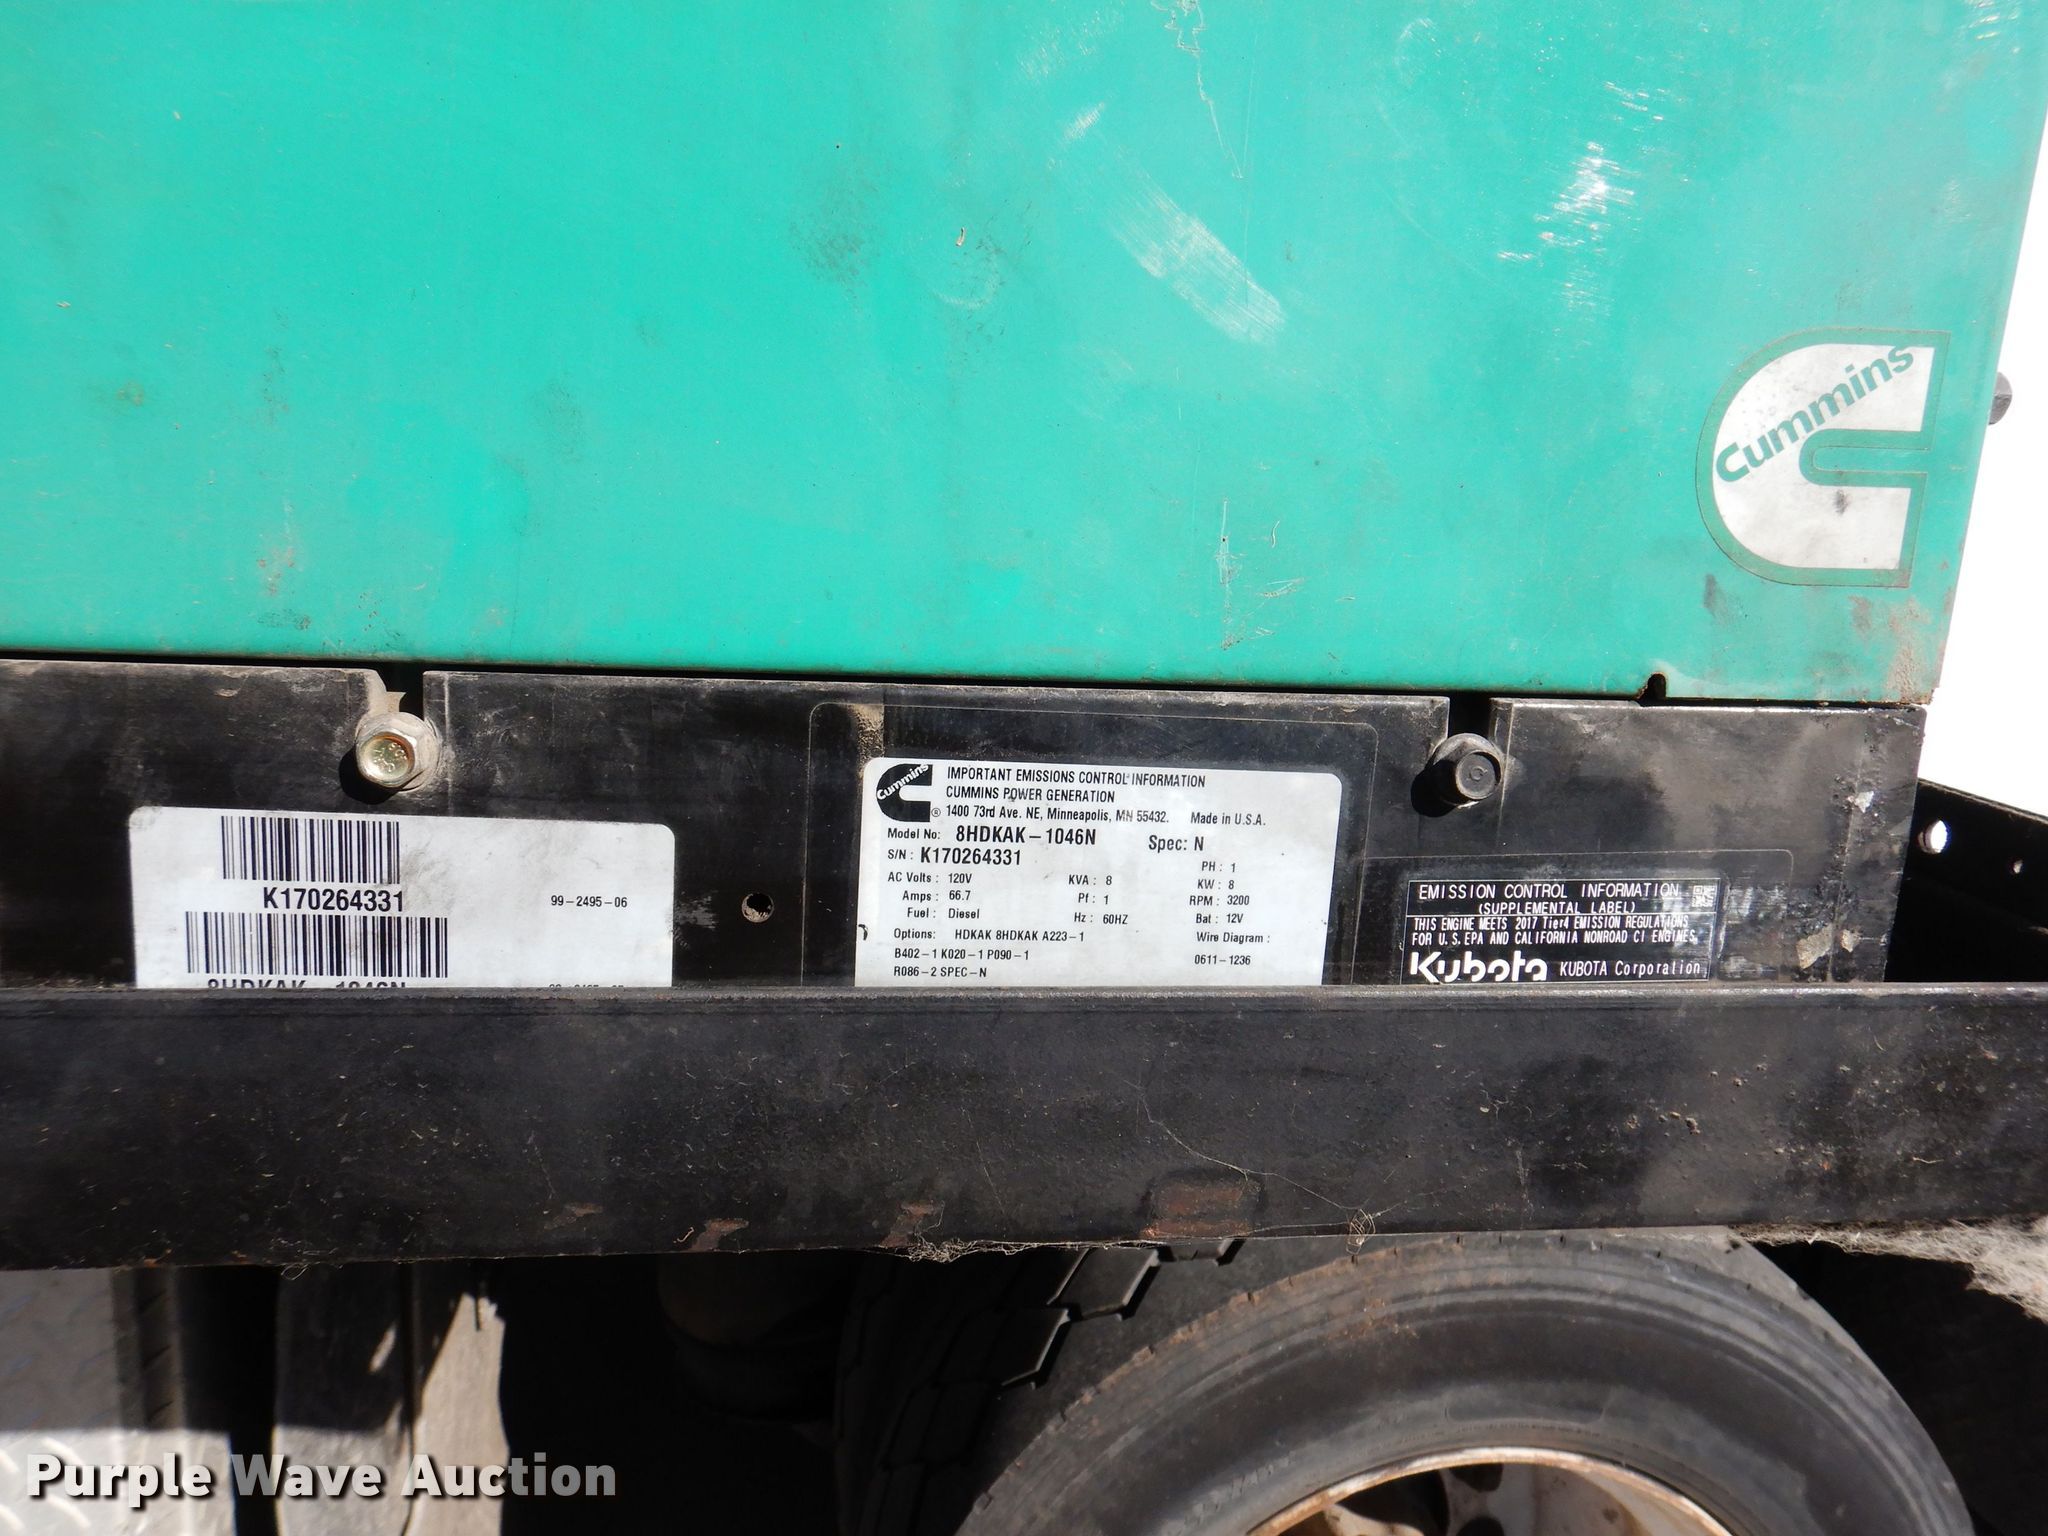 Cummins
K170264331
99-2495-06
8HDKAK-1046N
Cummins
IMPORTANT EMISSIONS CONTROL INFORMATION
CUMMINS POWER GENERATION
® 1400 73rd Ave. NE, Minneapolis, MN 55432. Made in U.S.A.
Model No: 8HDKAK-1046N Spec: N
S/N: K170264331 PH: 1
AC Volts: 120V KVA: 8 KW: 8
Amps: 66.7 Pf: 1 RPM: 3200
Fuel: Diesel Hz: 60HZ Bat: 12V
Options: HDKAK 8HDKAK A223-1 Wire Diagram:
B402-1 K020-1 P090-1 0611-1236
R086-2 SPEC-N
EMISSION CONTROL INFORMATION
(SUPPLEMENTAL LABEL)
THIS ENGINE MEETS 2017 Tier4 EMISSION REGULATIONS
FOR U.S. EPA AND CALIFORNIA NONROAD CI ENGINES.
Kubota KUBOTA Corporation
Purple Wave Auction